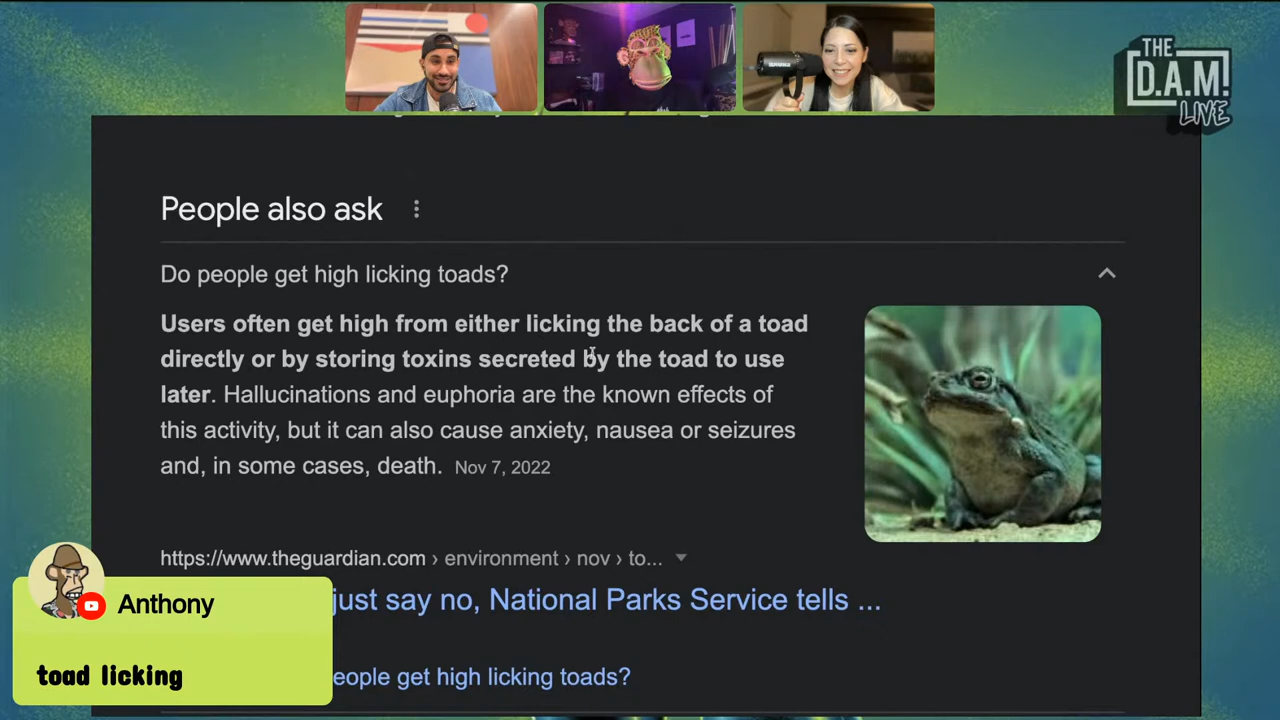 THE
D.A.M!
LIVE
People also ask
Do people get high licking toads?
Users often get high from either licking the back of a toad
directly or by storing toxins secreted by the toad to use
later. Hallucinations and euphoria are the known effects of
this activity, but it can also cause anxiety, nausea or seizures
and, in some cases, death. Nov 7, 2022
https://www.theguardian.com › environment › nov › to...
just say no, National Parks Service tells ...
eople get high licking toads?
Anthony
toad licking